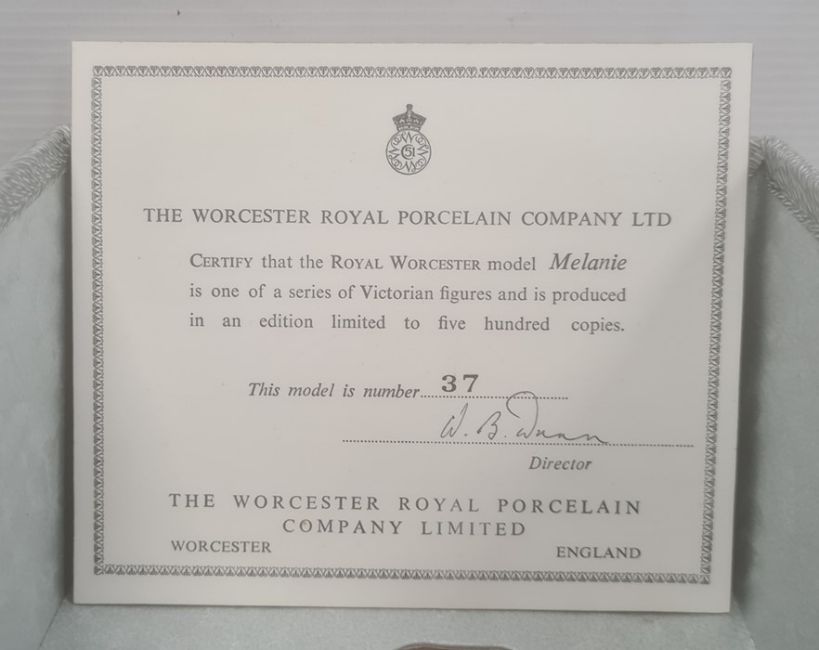 51
THE WORCESTER ROYAL PORCELAIN COMPANY LTD
CERTIFY that the ROYAL WORCESTER model Melanie
is one of a series of Victorian figures and is produced
in an edition limited to five hundred copies.
This model is number 37
W. B. Dunn
Director
THE WORCESTER ROYAL PORCELAIN
COMPANY LIMITED
WORCESTER ENGLAND